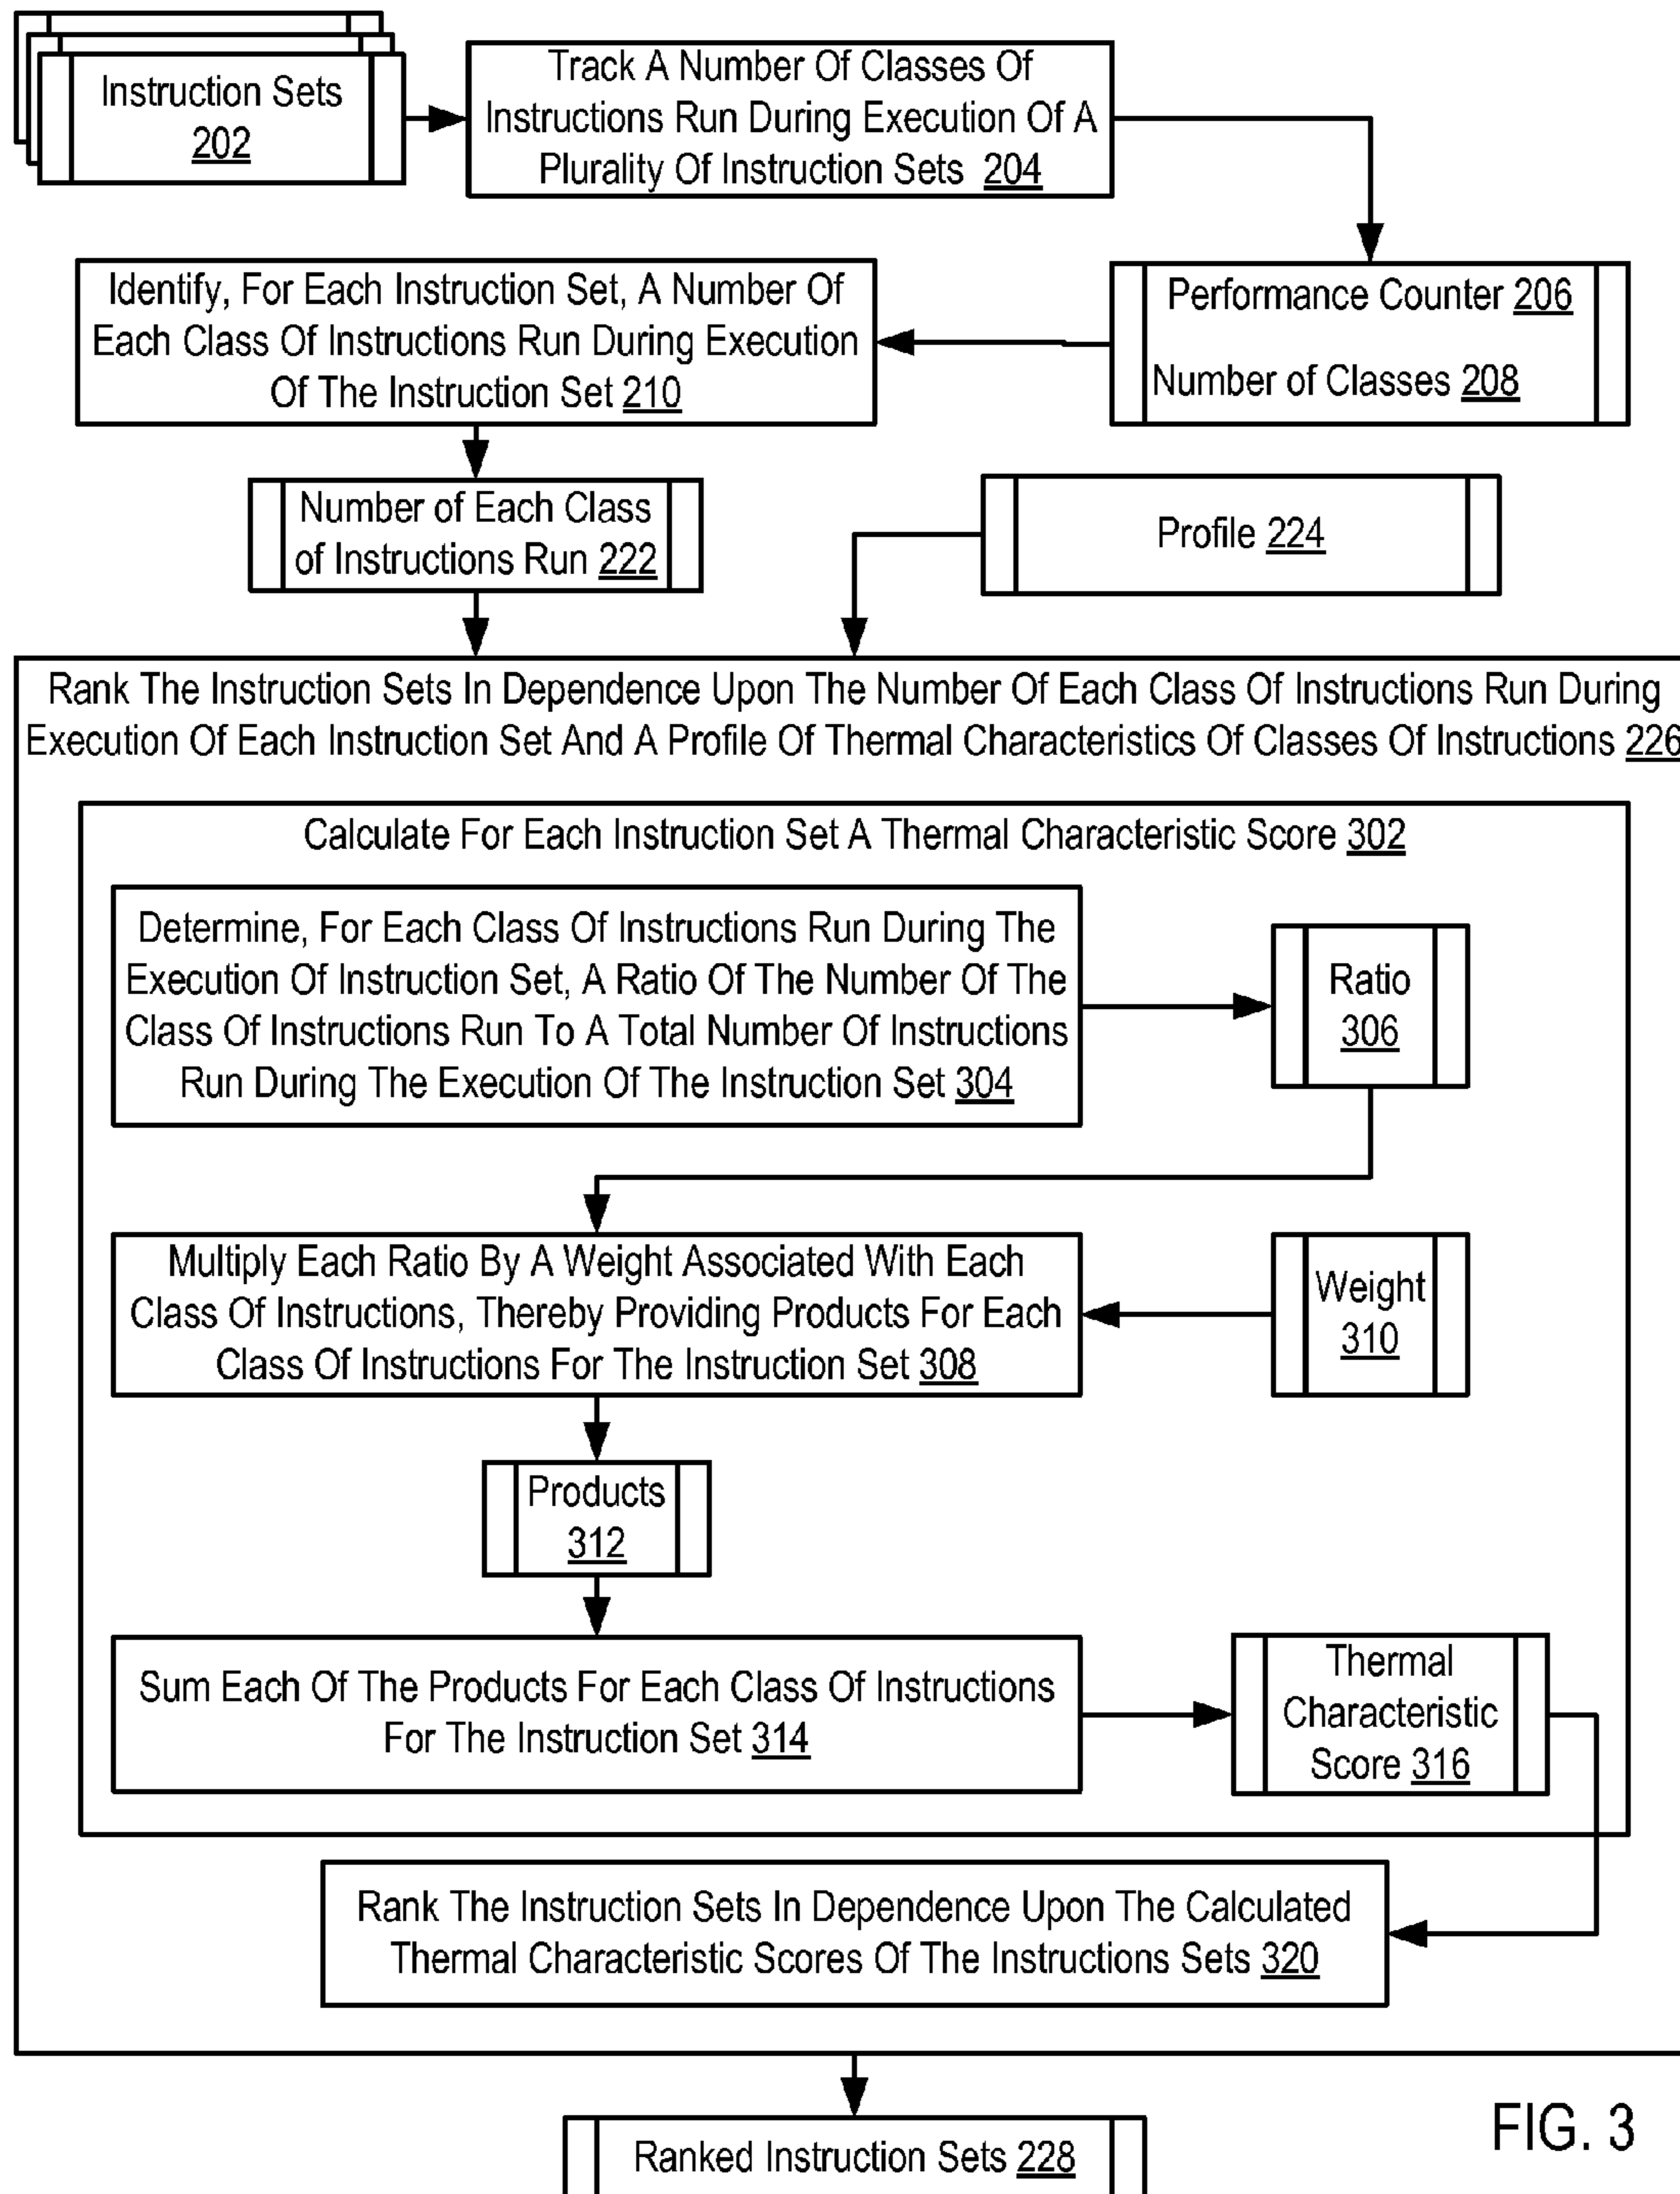 Instruction Sets
202
Track A Number Of Classes Of
Instructions Run During Execution Of A
Plurality Of Instruction Sets 204
Performance Counter 206
Number of Classes 208
Identify, For Each Instruction Set, A Number Of
Each Class Of Instructions Run During Execution
Of The Instruction Set 210
Number of Each Class
of Instructions Run 222
Profile 224
Rank The Instruction Sets In Dependence Upon The Number Of Each Class Of Instructions Run During
Execution Of Each Instruction Set And A Profile Of Thermal Characteristics Of Classes Of Instructions 226
Calculate For Each Instruction Set A Thermal Characteristic Score 302
Determine, For Each Class Of Instructions Run During The
Execution Of Instruction Set, A Ratio Of The Number Of The
Class Of Instructions Run To A Total Number Of Instructions
Run During The Execution Of The Instruction Set 304
Ratio
306
Multiply Each Ratio By A Weight Associated With Each
Class Of Instructions, Thereby Providing Products For Each
Class Of Instructions For The Instruction Set 308
Weight
310
Products
312
Sum Each Of The Products For Each Class Of Instructions
For The Instruction Set 314
Thermal
Characteristic
Score 316
Rank The Instruction Sets In Dependence Upon The Calculated
Thermal Characteristic Scores Of The Instructions Sets 320
Ranked Instruction Sets 228
FIG. 3